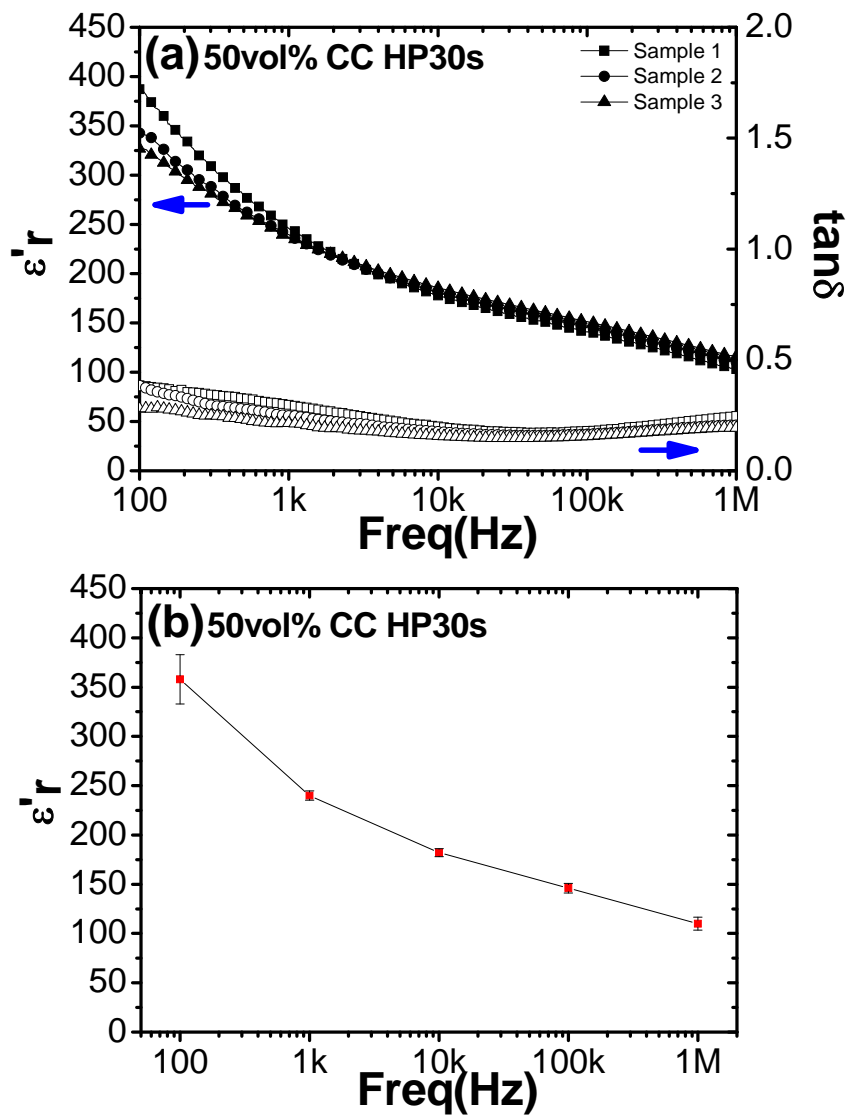 (a) 50vol% CC HP30s
Sample 1
Sample 2
Sample 3
450
400
350
300
250
200
150
100
50
0
ε'r
2.0
1.5
1.0
0.5
0.0
tanδ
100 1k 10k 100k 1M
Freq(Hz)
(b) 50vol% CC HP30s
450
400
350
300
250
200
150
100
50
0
ε'r
100 1k 10k 100k 1M
Freq(Hz)